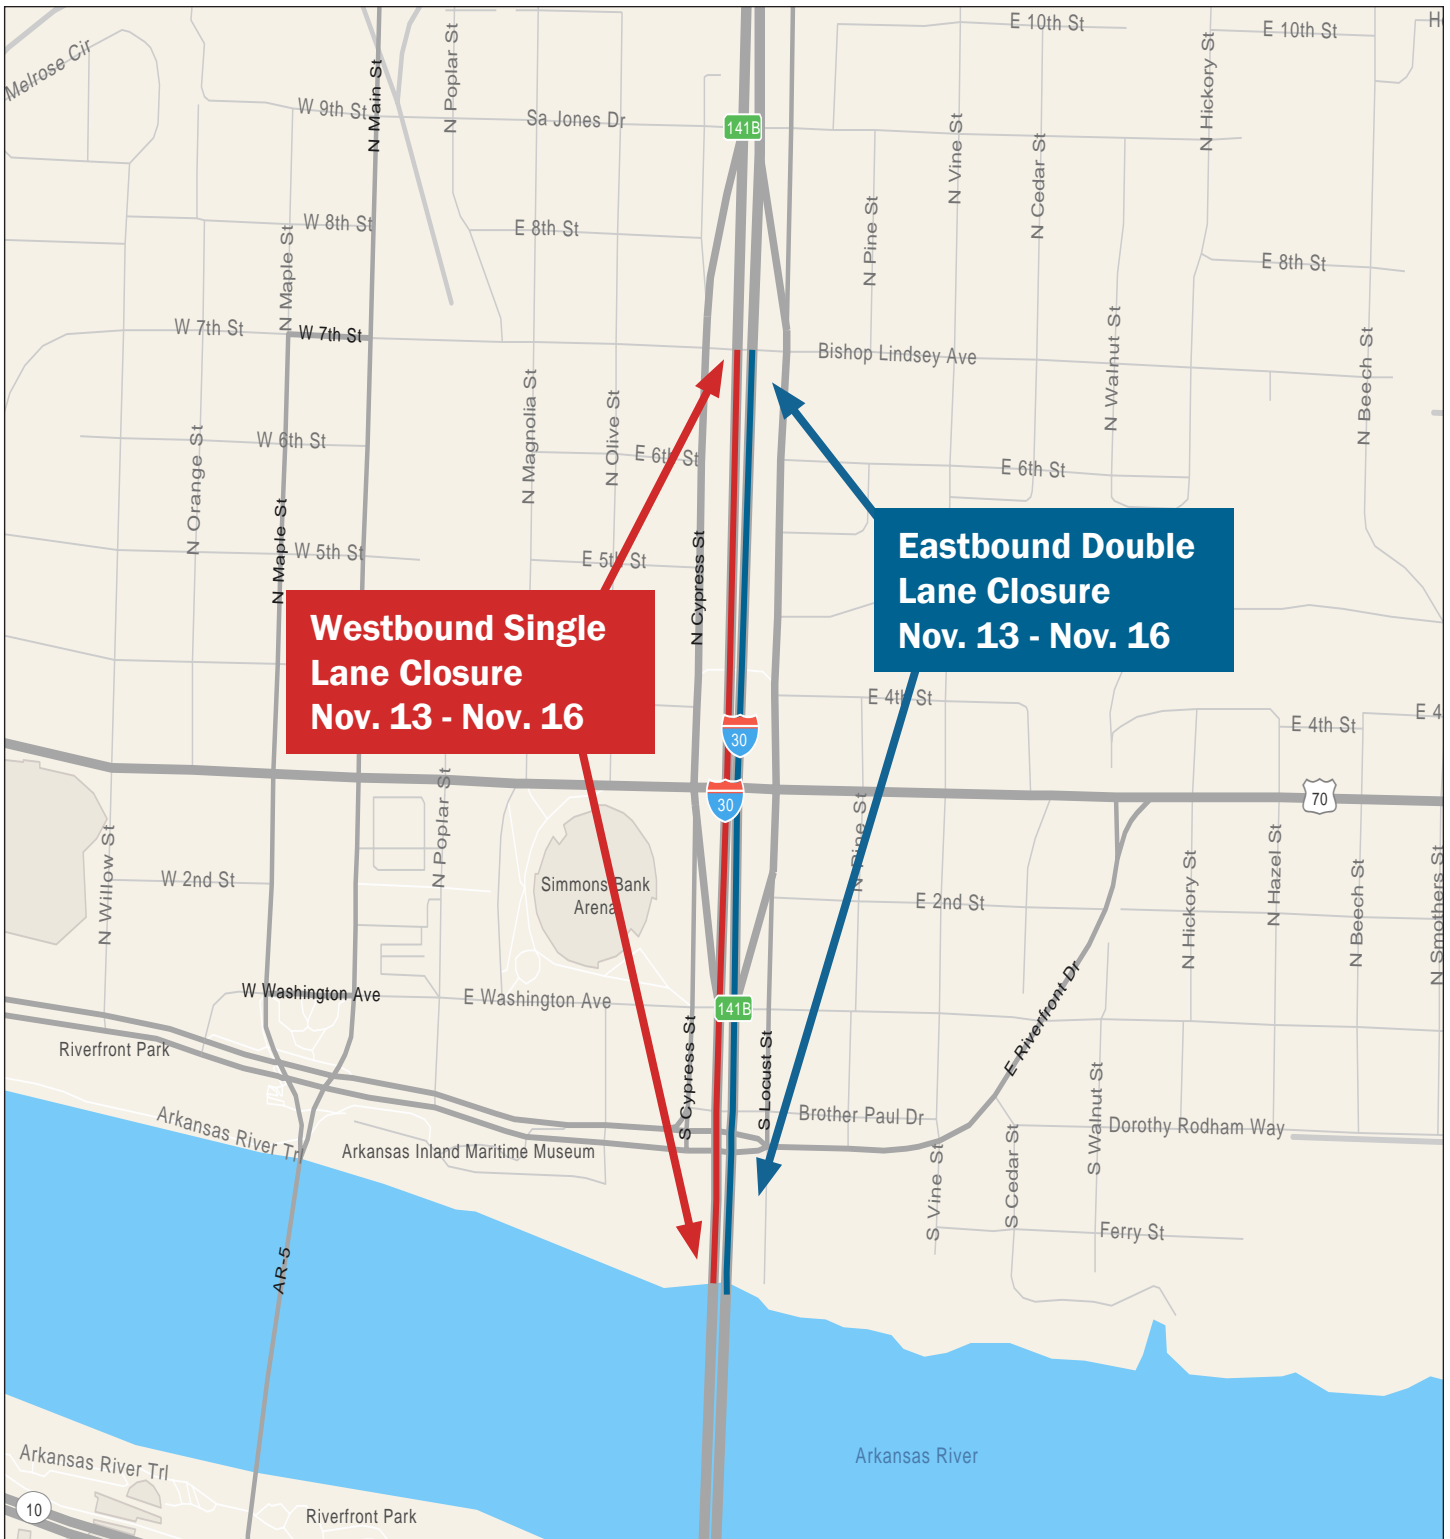 E 10th St
E 10th St
Melrose Cir
N Main St
N Poplar St
N Hickory St
W 9th St
Sa Jones Dr
141B
N Vine St
N Cedar St
W 8th St
E 8th St
N Pine St
E 8th St
N Maple St
W 7th St
W 7th St
Bishop Lindsey Ave
N Walnut St
N Beech St
N Magnolia St
N Olive St
W 6th St
E 6th St
E 6th St
N Orange St
N Maple St
W 5th St
E 5th St
N Cypress St
Eastbound Double
Lane Closure
Nov. 13 - Nov. 16
Westbound Single
Lane Closure
Nov. 13 - Nov. 16
E 4th St
E 4th St
E 4
30
30
70
N Poplar St
N Pine St
N Willow St
W 2nd St
Simmons Bank
Arena
E 2nd St
N Hickory St
N Hazel St
N Beech St
N Smothers St
W Washington Ave
E Washington Ave
141B
E Riverfront Dr
Riverfront Park
S Cypress St
S Locust St
Arkansas River Tr
Brother Paul Dr
Dorothy Rodham Way
Arkansas Inland Maritime Museum
S Vine St
S Cedar St
S Walnut St
Ferry St
AR-5
Arkansas River
Arkansas River Trl
10
Riverfront Park